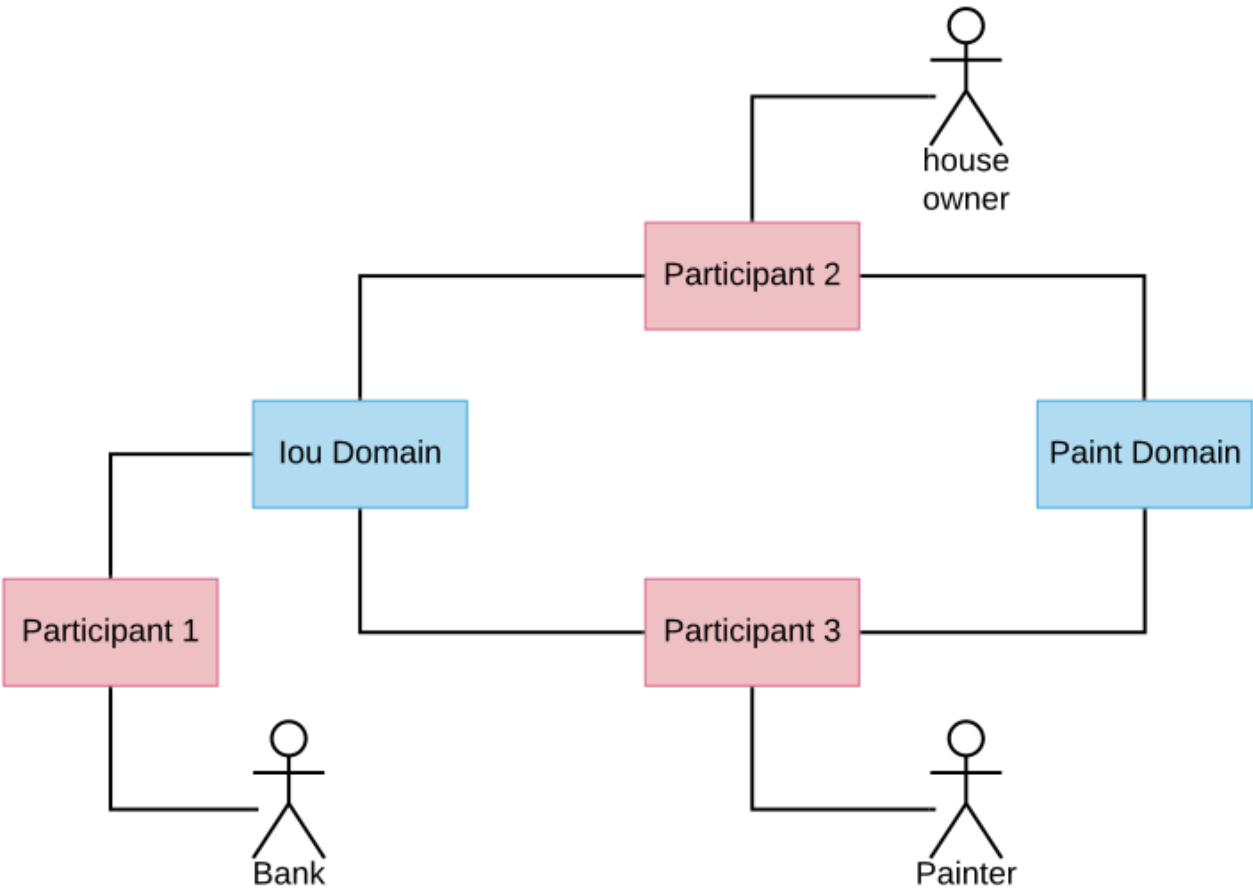 house
owner
Participant 2
Iou Domain
Paint Domain
Participant 1
Participant 3
Bank
Painter